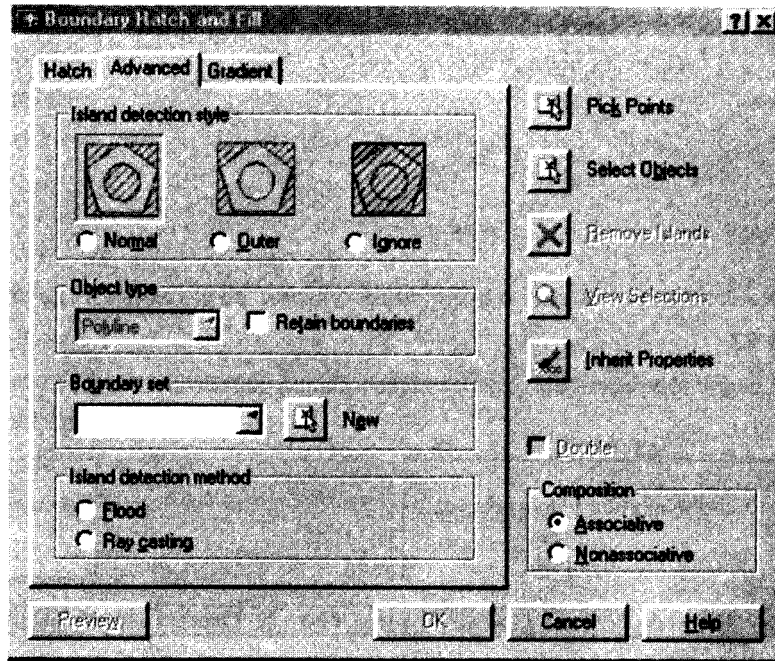 Boundary Hatch and Fill
Hatch Advanced Gradient
Island detection style
Normal Outer Ignore
Object type
Polyline Retain boundaries
Boundary set
New
Island detection method
Flood
Ray casting
Pick Points
Select Objects
Remove Islands
View Selections
Inherit Properties
Double
Composition
Associative
Nonassociative
Preview OK Cancel Help